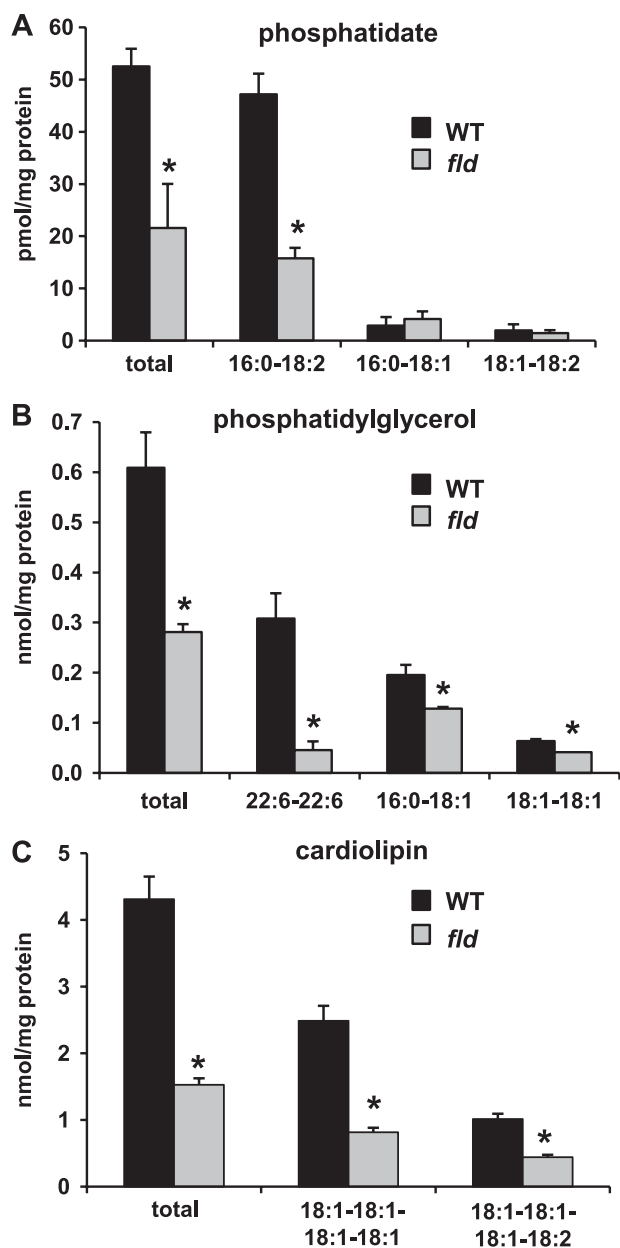 A
phosphatidate
60
50
40
30
20
10
0
pmol/mg protein
WT
fld
*
*
total
16:0-18:2
16:0-18:1
18:1-18:2
B
phosphatidylglycerol
0.7
0.6
0.5
0.4
0.3
0.2
0.1
0.0
nmol/mg protein
WT
fld
*
*
*
*
total
22:6-22:6
16:0-18:1
18:1-18:1
C
cardiolipin
5
4
3
2
1
0
nmol/mg protein
WT
fld
*
*
*
total
18:1-18:1-
18:1-18:1
18:1-18:1-
18:1-18:2